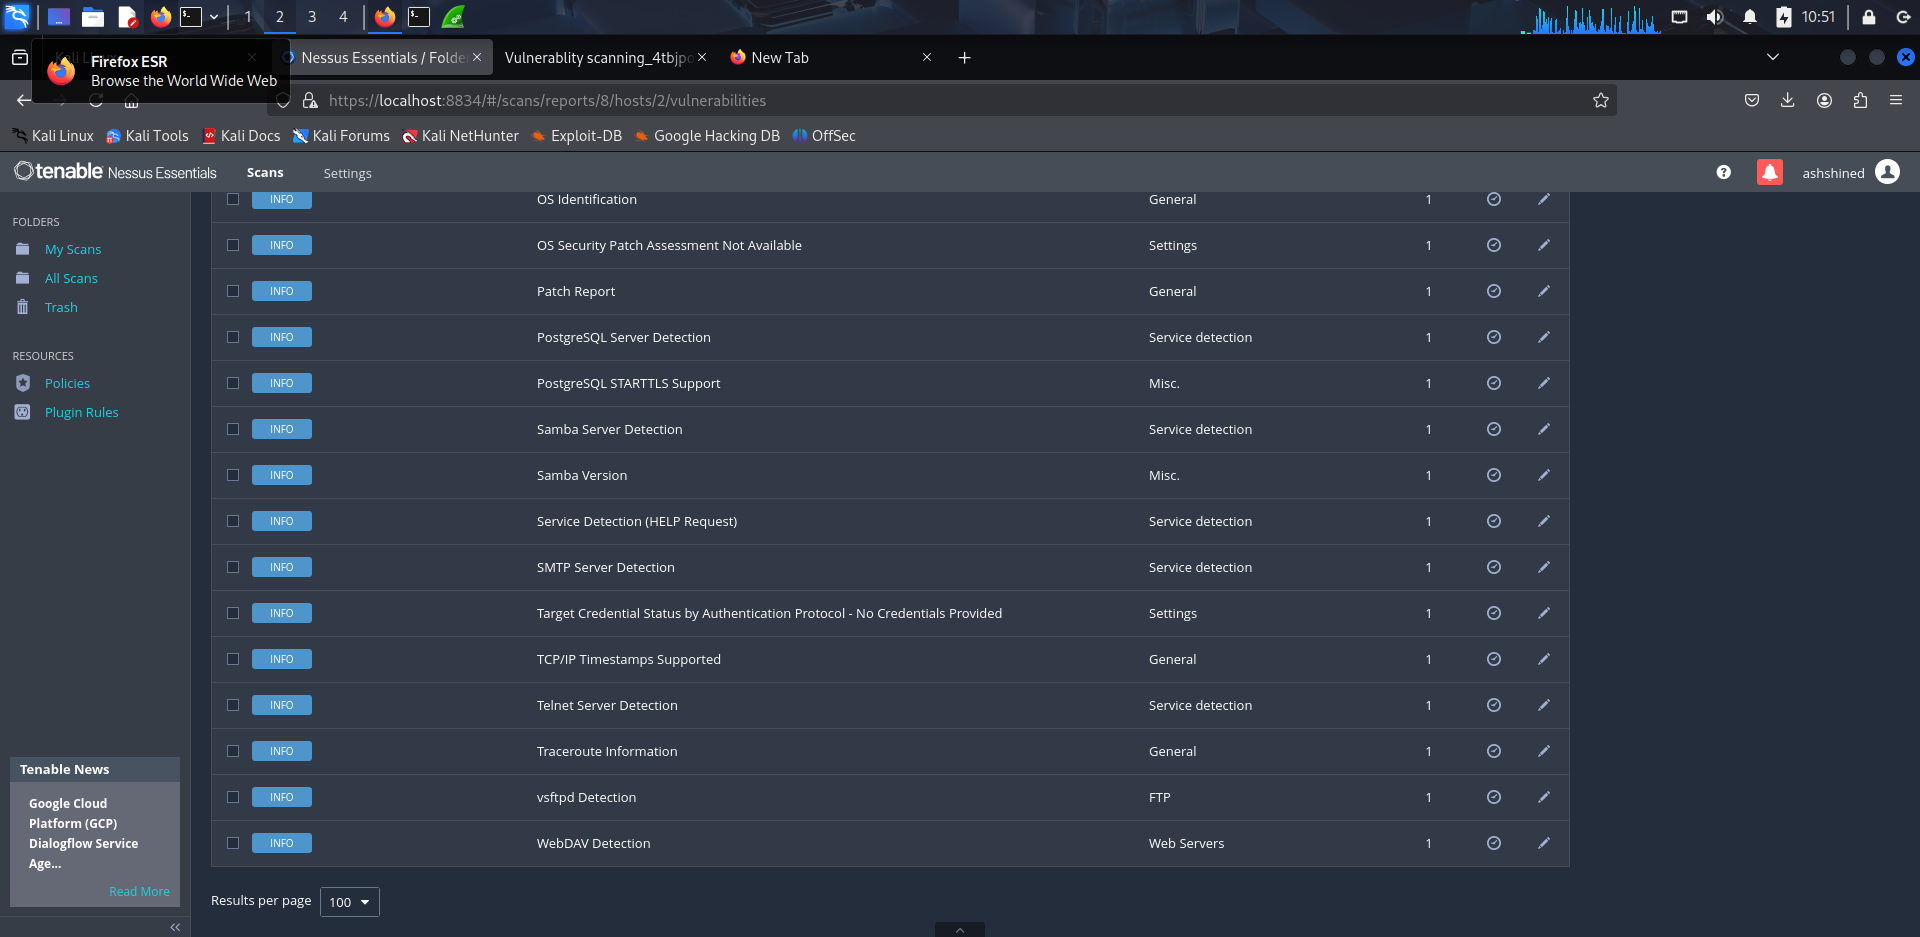 1 2 3 4 10:51
Nessus Essentials / Folde Vulnerablity scanning_4tbjpo New Tab
Firefox ESR
Browse the World Wide Web
https://localhost:8834/#/scans/reports/8/hosts/2/vulnerabilities
Kali Linux Kali Tools Kali Docs Kali Forums Kali NetHunter Exploit-DB Google Hacking DB OffSec
tenable Nessus Essentials Scans Settings ashshined
FOLDERS
My Scans
All Scans
Trash
RESOURCES
Policies
Plugin Rules
INFO OS Identification General 1
INFO OS Security Patch Assessment Not Available Settings 1
INFO Patch Report General 1
INFO PostgreSQL Server Detection Service detection 1
INFO PostgreSQL STARTTLS Support Misc. 1
INFO Samba Server Detection Service detection 1
INFO Samba Version Misc. 1
INFO Service Detection (HELP Request) Service detection 1
INFO SMTP Server Detection Service detection 1
INFO Target Credential Status by Authentication Protocol - No Credentials Provided Settings 1
INFO TCP/IP Timestamps Supported General 1
INFO Telnet Server Detection Service detection 1
INFO Traceroute Information General 1
INFO vsftpd Detection FTP 1
INFO WebDAV Detection Web Servers 1
Tenable News
Google Cloud
Platform (GCP)
Dialogflow Service
Age...
Read More
Results per page 100